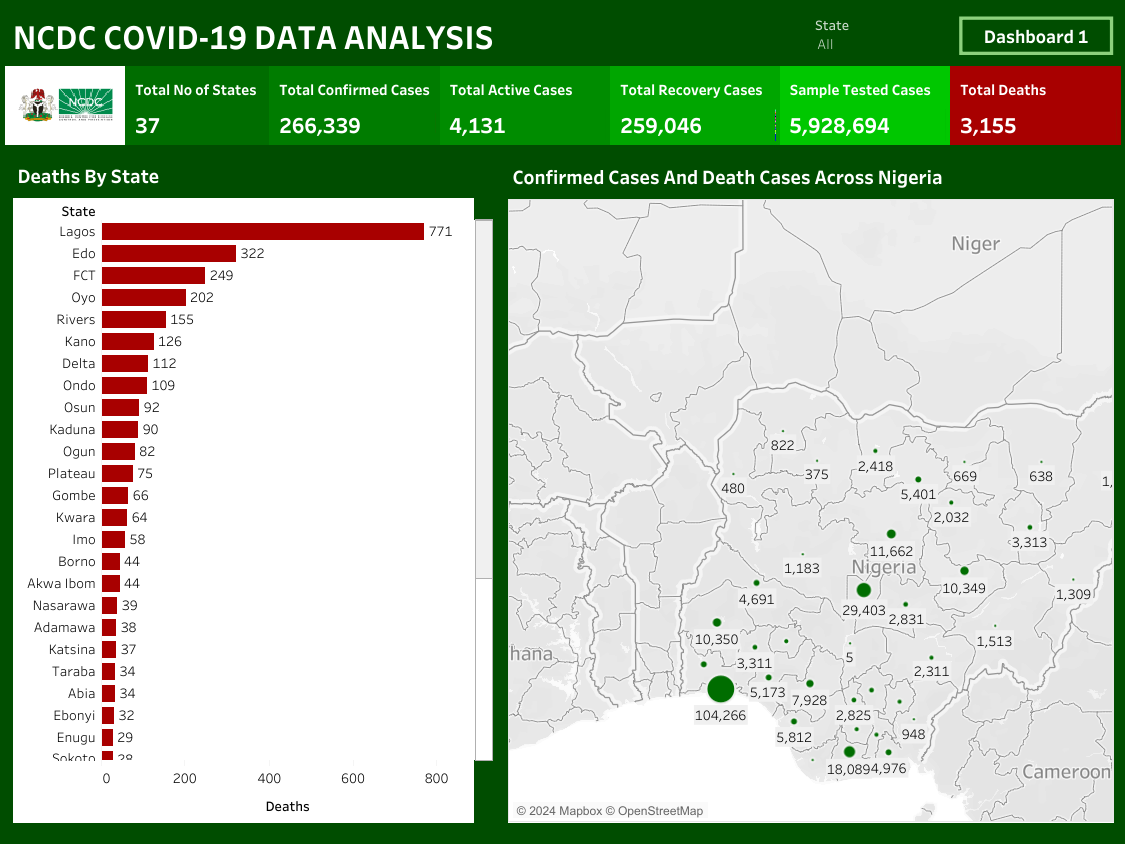 NCDC COVID-19 DATA ANALYSIS
State
All
Dashboard 1
NCDC
Total No of States
37
Total Confirmed Cases
266,339
Total Active Cases
4,131
Total Recovery Cases
259,046
Sample Tested Cases
5,928,694
Total Deaths
3,155
Deaths By State
State
Lagos 771
Edo 322
FCT 249
Oyo 202
Rivers 155
Kano 126
Delta 112
Ondo 109
Osun 92
Kaduna 90
Ogun 82
Plateau 75
Gombe 66
Kwara 64
Imo 58
Borno 44
Akwa Ibom 44
Nasarawa 39
Adamawa 38
Katsina 37
Taraba 34
Abia 34
Ebonyi 32
Enugu 29
Sokoto 28
0 200 400 600 800
Deaths
Confirmed Cases And Death Cases Across Nigeria
Niger
822
375
2,418
669
638
480
5,401
1,
2,032
3,313
11,662
1,183
Nigeria
10,349
1,309
4,691
29,403
2,831
10,350
1,513
hana
3,311
5
2,311
5,173
7,928
104,266
2,825
5,812
948
18,089
4,976
Cameroon
© 2024 Mapbox © OpenStreetMap